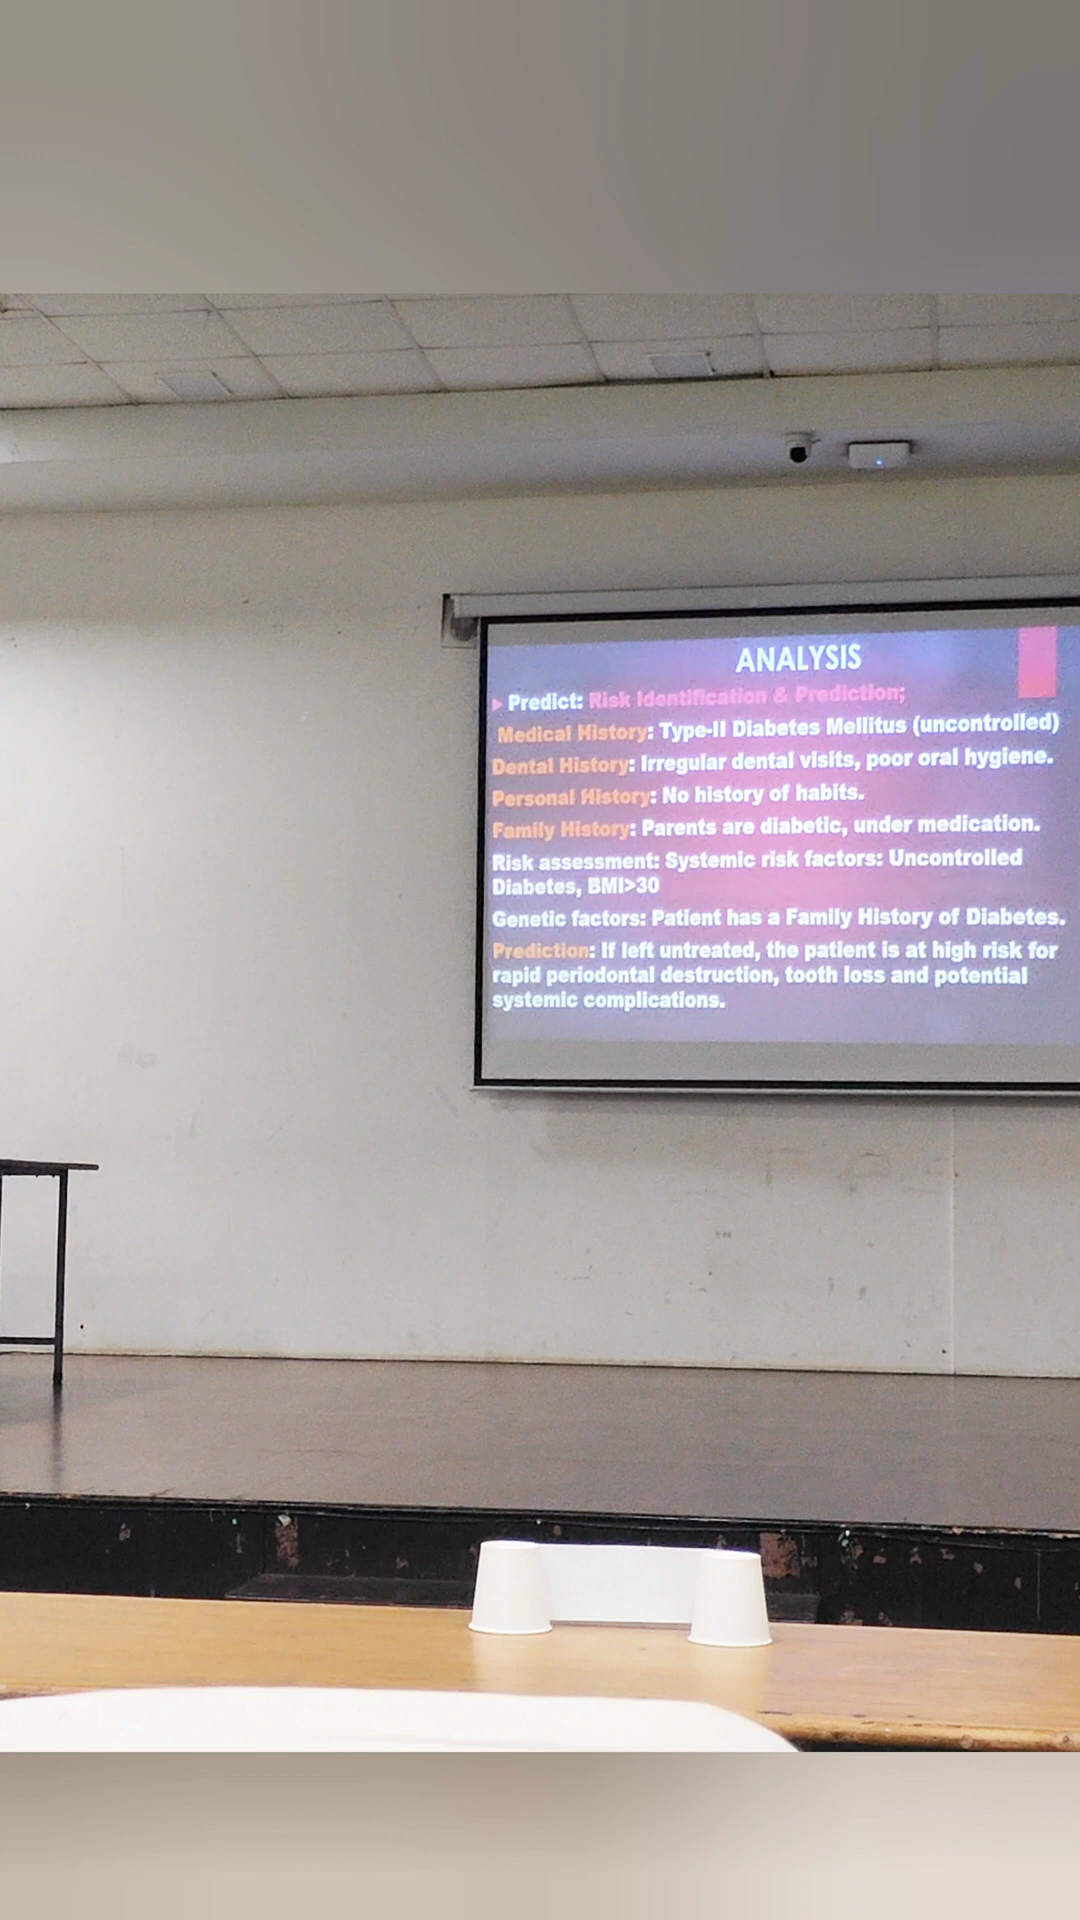 ANALYSIS
Predict: Risk Identification & Prediction;
Medical History: Type-II Diabetes Mellitus (uncontrolled)
Dental History: Irregular dental visits, poor oral hygiene.
Personal History: No history of habits.
Family History: Parents are diabetic, under medication.
Risk assessment: Systemic risk factors: Uncontrolled
Diabetes, BMI>30
Genetic factors: Patient has a Family History of Diabetes.
Prediction: If left untreated, the patient is at high risk for
rapid periodontal destruction, tooth loss and potential
systemic complications.